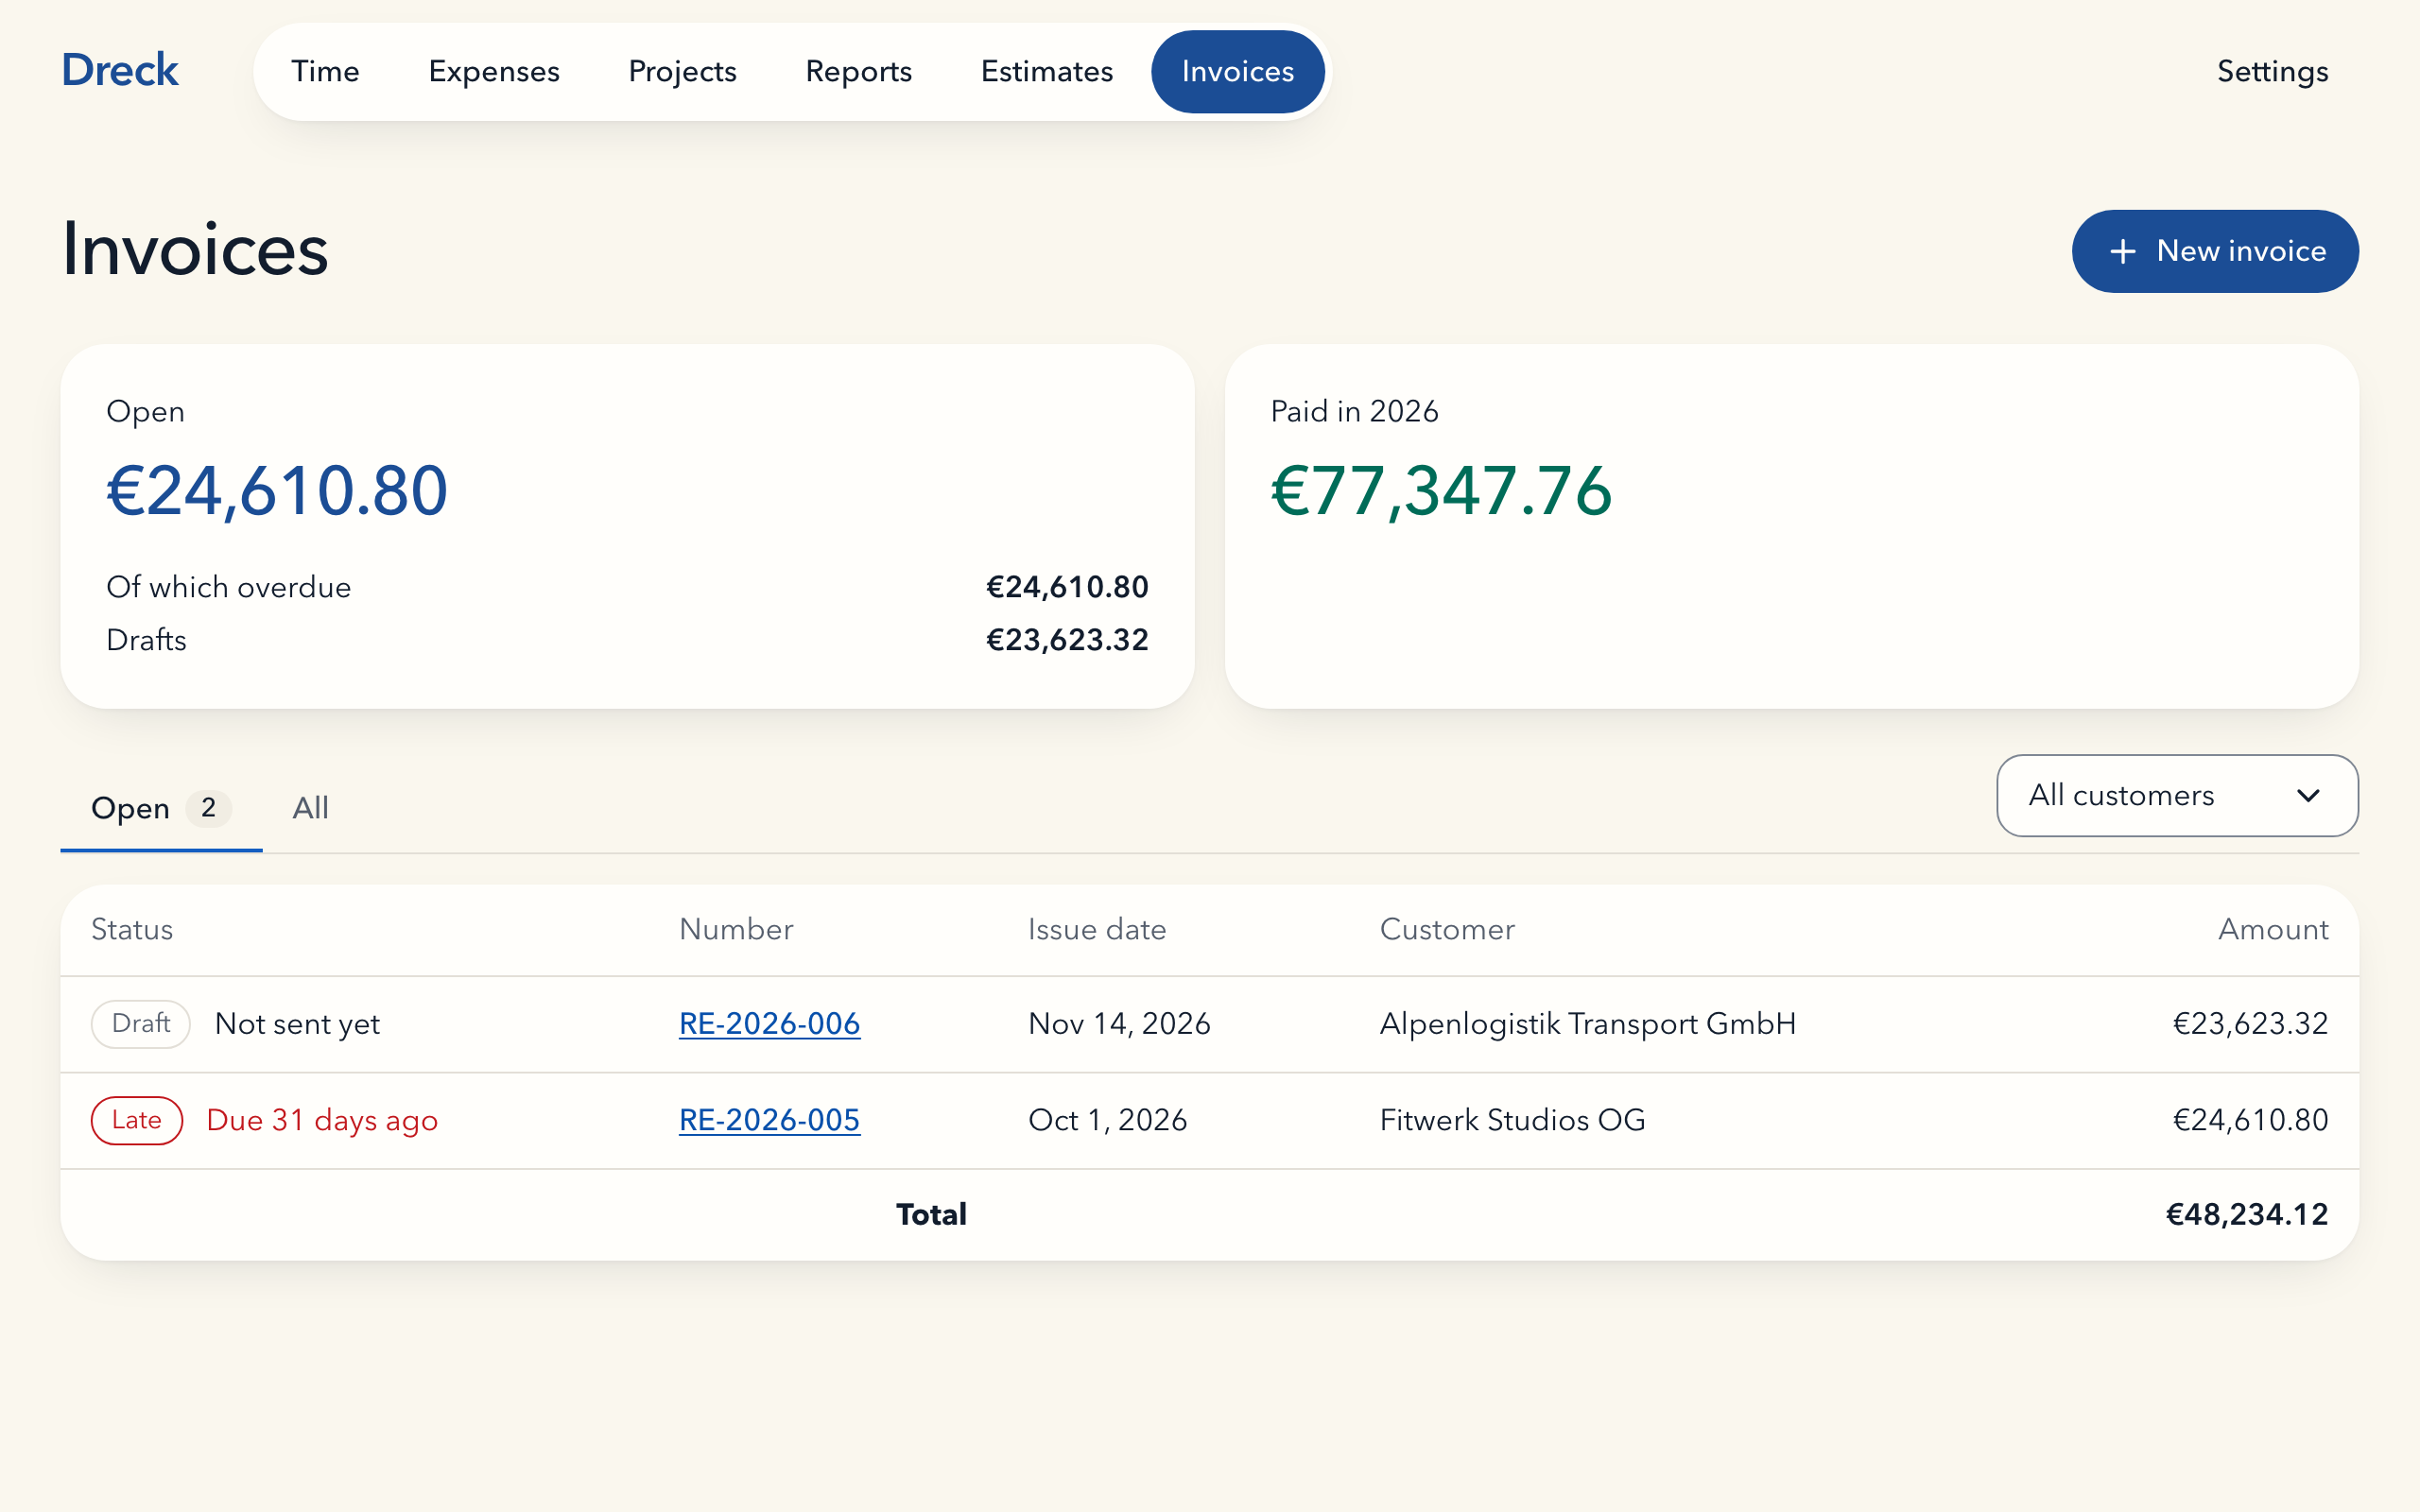 Dreck Time Expenses Projects Reports Estimates Invoices Settings
Invoices New invoice
Open
€24,610.80
Of which overdue €24,610.80
Drafts €23,623.32
Paid in 2026
€77,347.76
Open 2 All All customers
Status Number Issue date Customer Amount
Draft Not sent yet RE-2026-006 Nov 14, 2026 Alpenlogistik Transport GmbH €23,623.32
Late Due 31 days ago RE-2026-005 Oct 1, 2026 Fitwerk Studios OG €24,610.80
Total €48,234.12